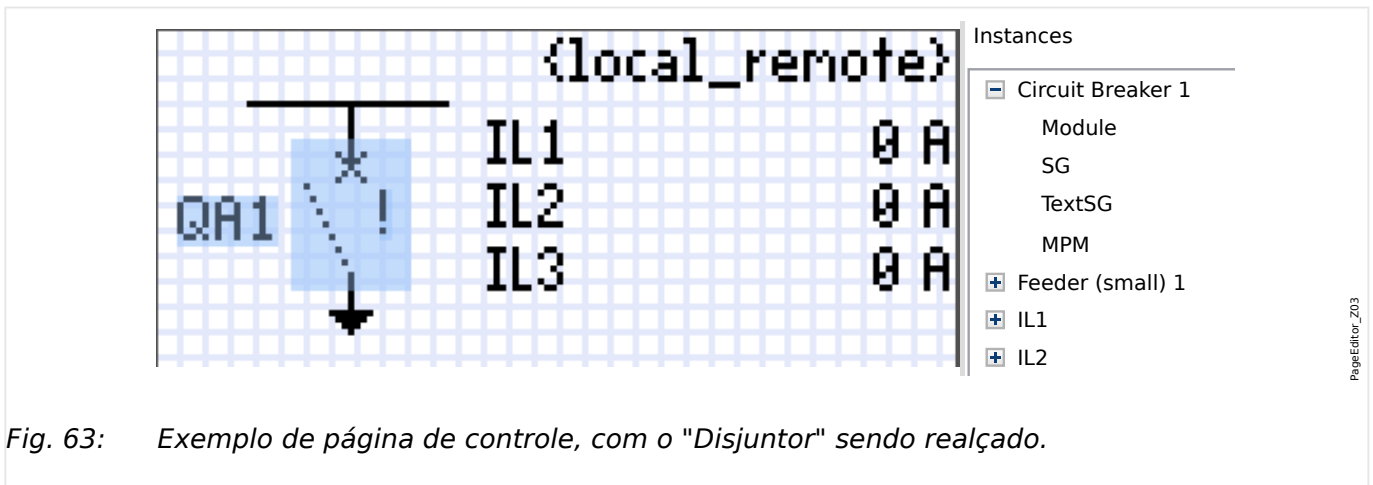 {local_remote}
IL1 0 A
QA1 ! IL2 0 A
IL3 0 A
Instances
Circuit Breaker 1
Module
SG
TextSG
MPM
Feeder (small) 1
IL1
IL2
PageEditor_Z03
Fig. 63: Exemplo de página de controle, com o "Disjuntor" sendo realçado.